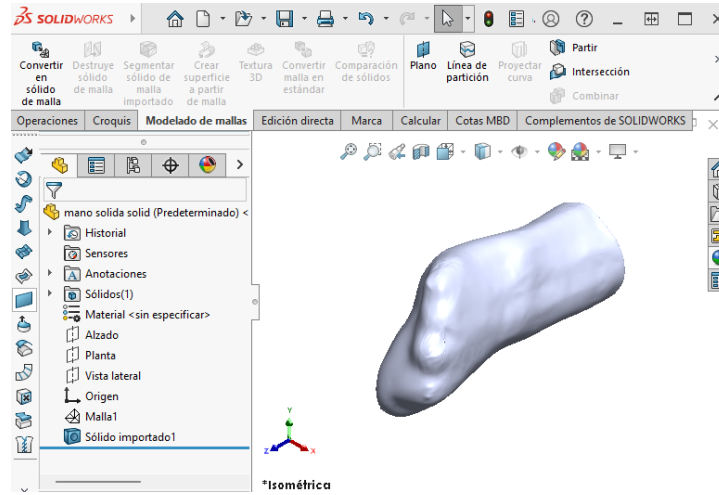 SOLIDWORKS
Convertir en sólido de malla
Destruye sólido de malla
Segmentar sólido de malla importado
Crear superficie a partir de malla
Textura 3D
Convertir malla en estándar
Comparación de sólidos
Plano
Línea de partición
Proyectar curva
Partir
Intersección
Combinar
Operaciones Croquis Modelado de mallas Edición directa Marca Calcular Cotas MBD Complementos de SOLIDWORKS
mano solida solid (Predeterminado) <
Historial
Sensores
Anotaciones
Sólidos(1)
Material <sin especificar>
Alzado
Planta
Vista lateral
Origen
Malla1
Sólido importado1
Y
Z X
*Isométrica